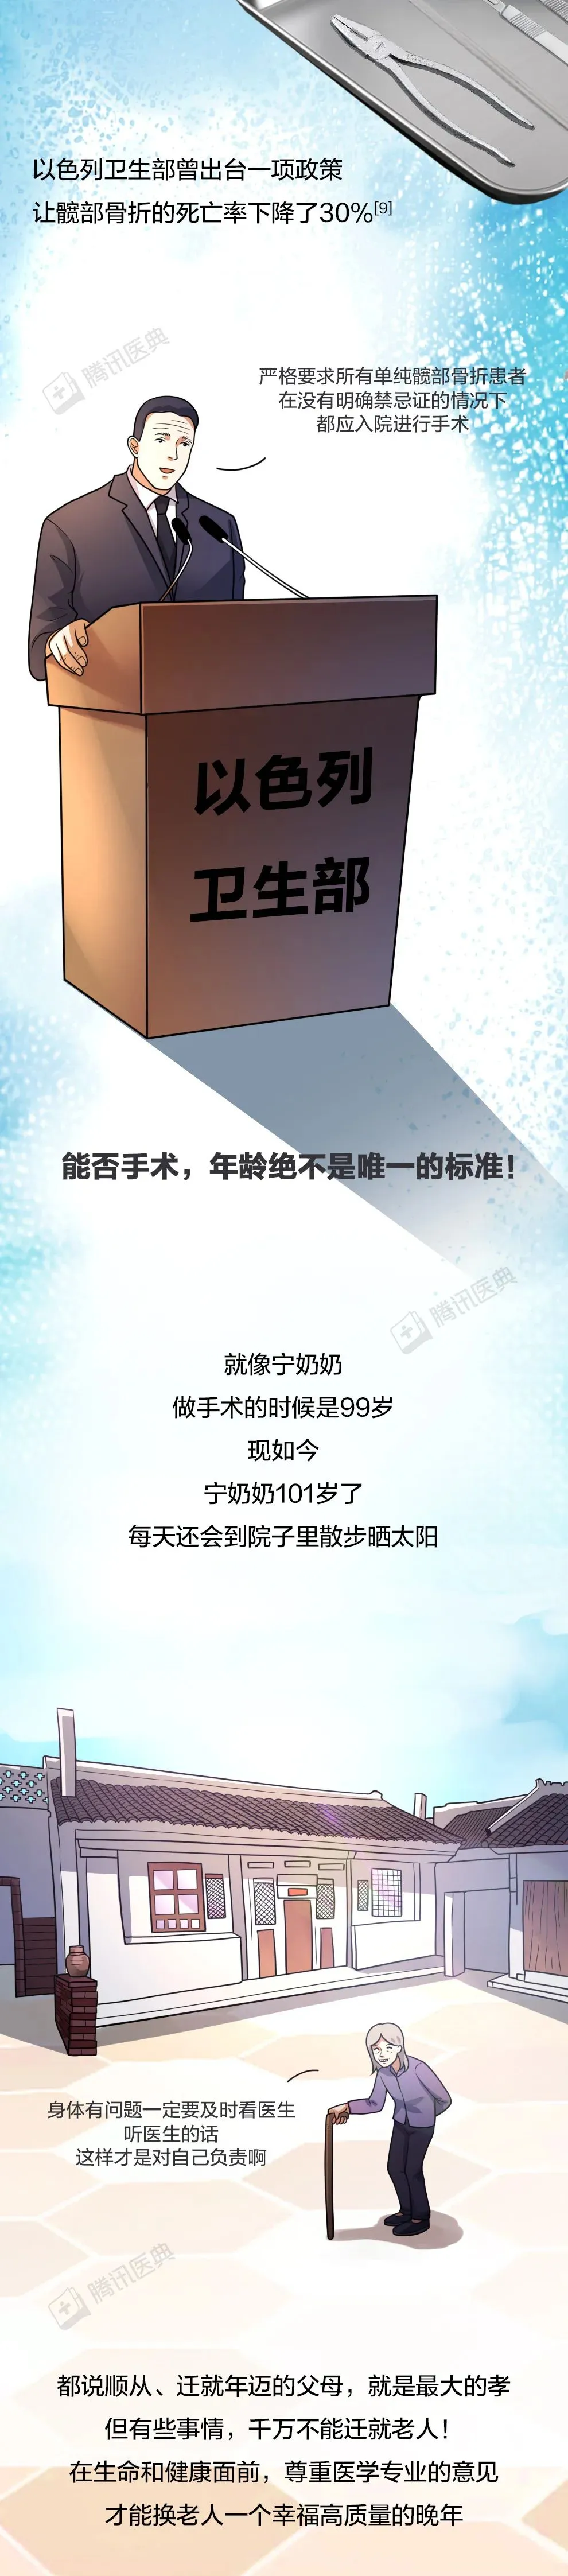 以色列卫生部曾出台一项政策
让髋部骨折的死亡率下降了30%[9]
腾讯医典
严格要求所有单纯髋部骨折患者
在没有明确禁忌证的情况下
都应入院进行手术
以色列
卫生部
能否手术，年龄绝不是唯一的标准！
腾讯医典
就像宁奶奶
做手术的时候是99岁
现如今
宁奶奶101岁了
每天还会到院子里散步晒太阳
身体有问题一定要及时看医生
听医生的话
这样才是对自己负责啊
腾讯医典
都说顺从、迁就年迈的父母，就是最大的孝
但有些事情，千万不能迁就老人！
在生命和健康面前，尊重医学专业的意见
才能换老人一个幸福高质量的晚年